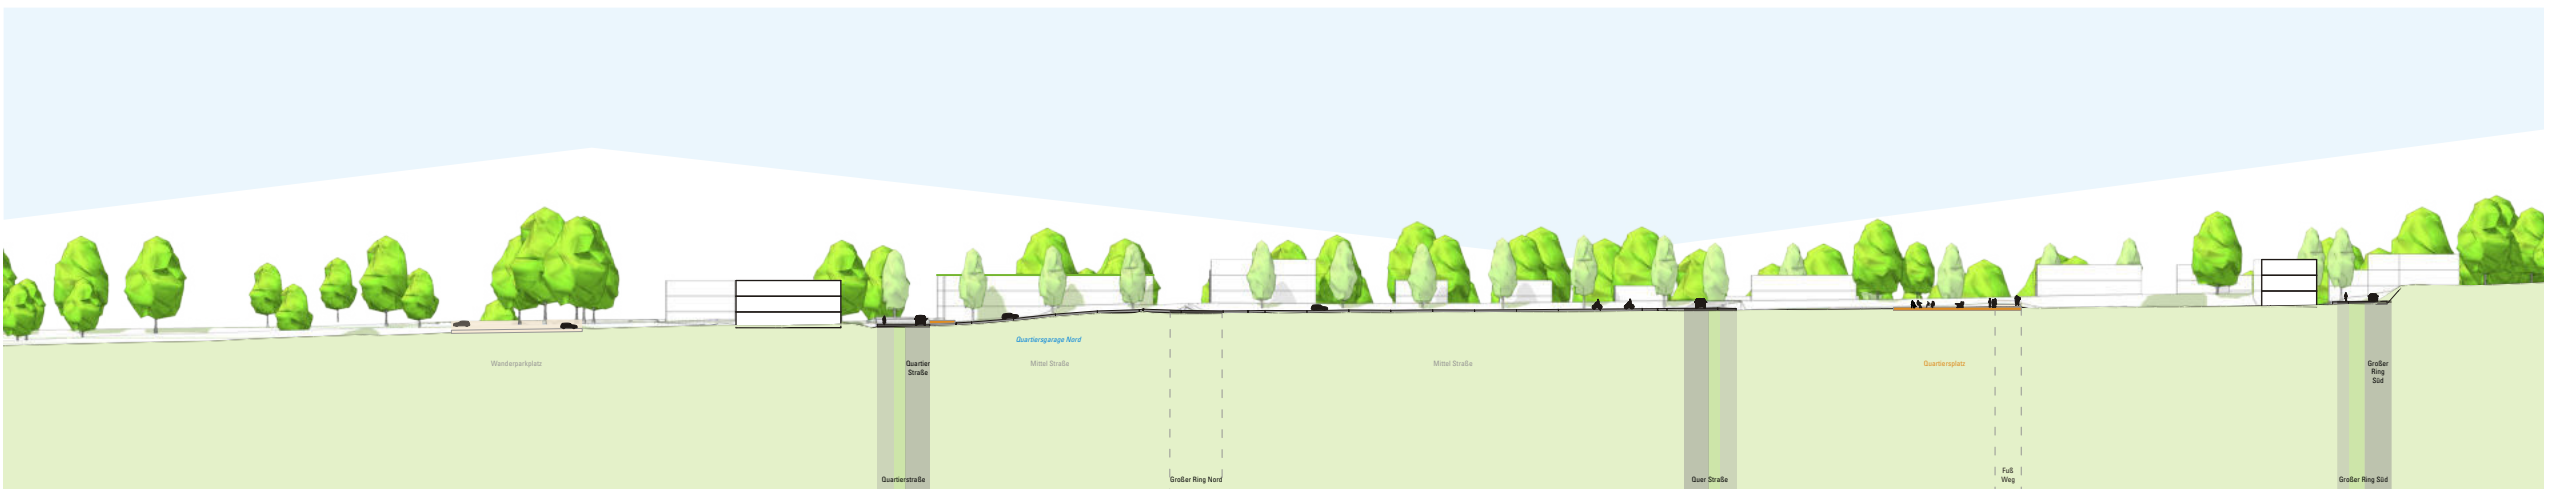 Quartiersgarage Nord
Wanderparkplatz
Quartier
Straße
Mittel Straße
Mittel Straße
Quartiersplatz
Großer
Ring
Süd
Quartierstraße
Großer Ring Nord
Quer Straße
Fuß
Weg
Großer Ring Süd